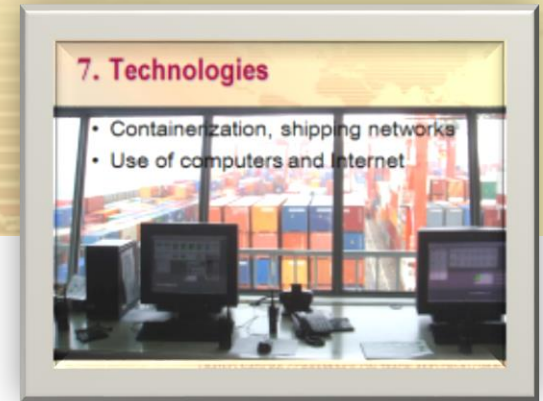 7. Technologies
• Containerization, shipping networks
• Use of computers and Internet